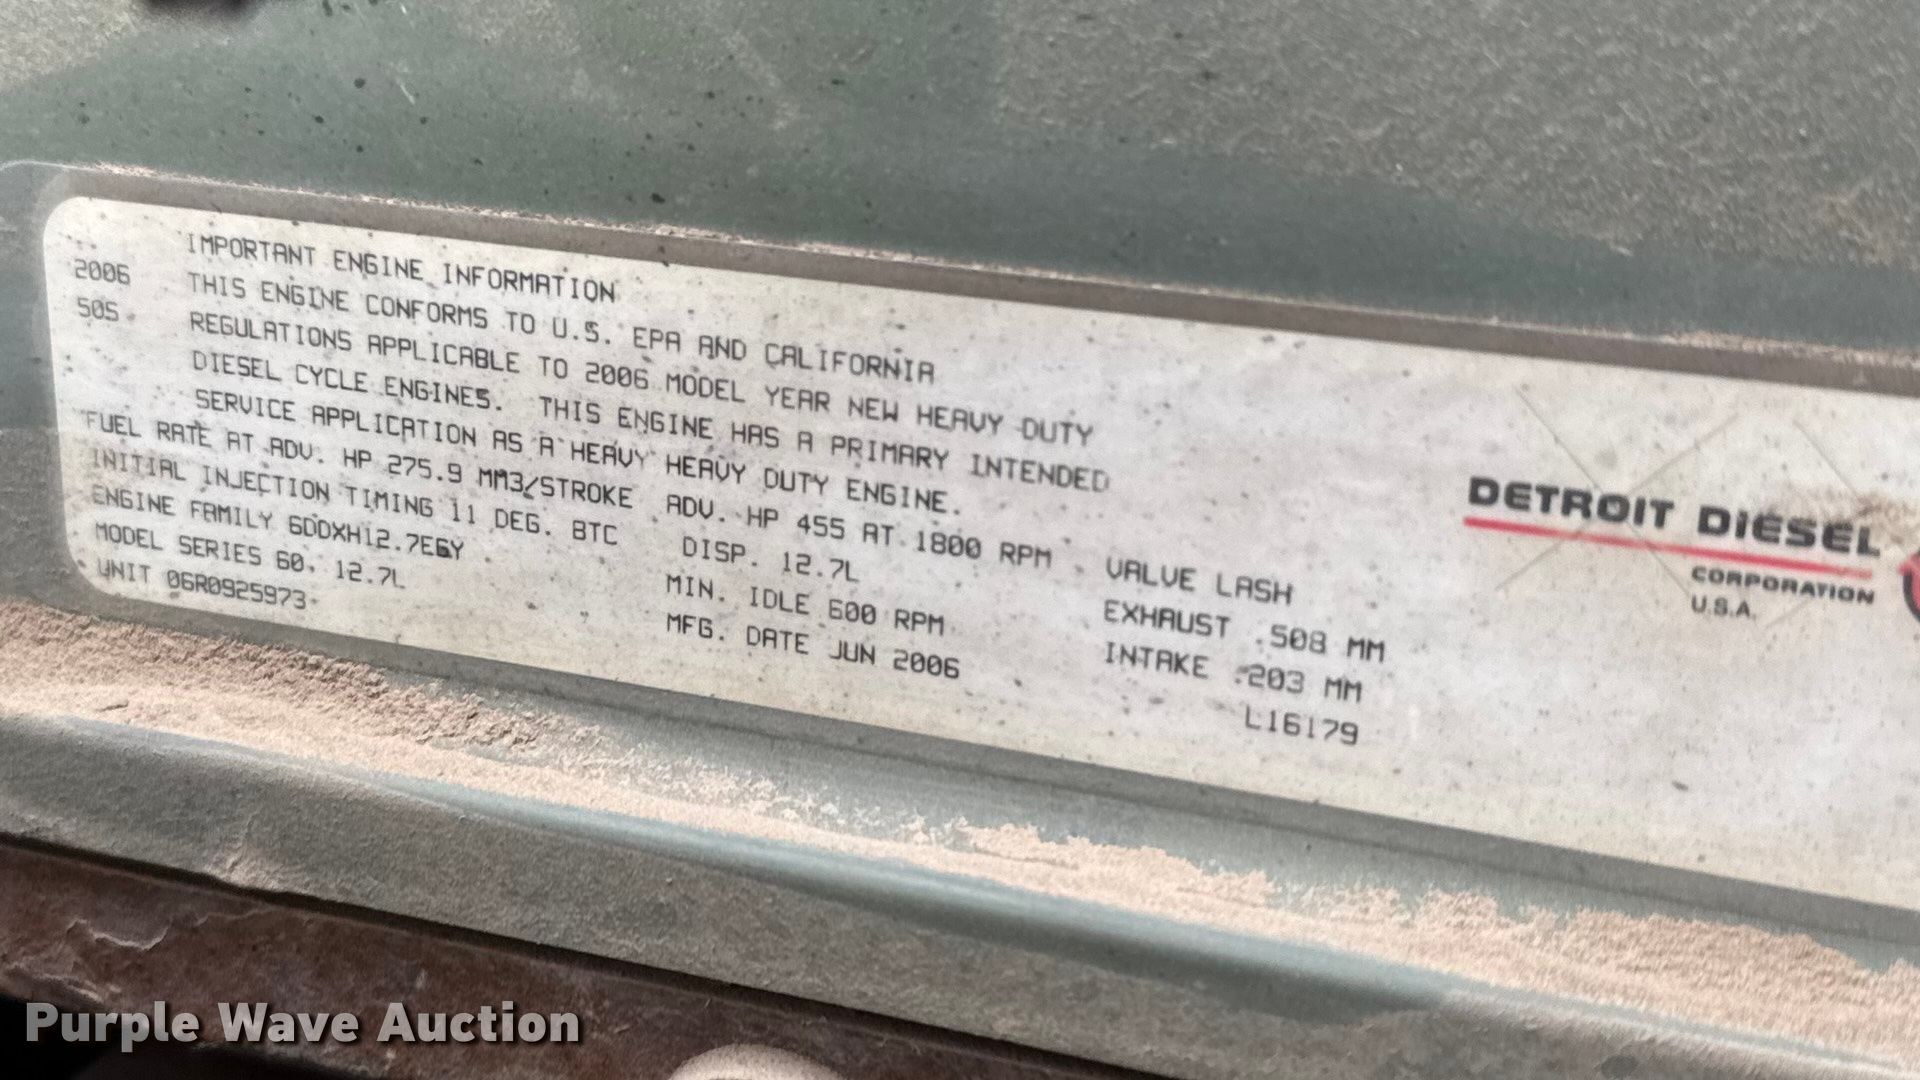 IMPORTANT ENGINE INFORMATION
2006 THIS ENGINE CONFORMS TO U.S. EPA AND CALIFORNIA
50S REGULATIONS APPLICABLE TO 2006 MODEL YEAR NEW HEAVY DUTY
DIESEL CYCLE ENGINES. THIS ENGINE HAS A PRIMARY INTENDED
SERVICE APPLICATION AS A HEAVY HEAVY DUTY ENGINE.
FUEL RATE AT ADV. HP 275.9 MM3/STROKE ADV. HP 455 AT 1800 RPM VALVE LASH
INITIAL INJECTION TIMING 11 DEG. BTC DISP. 12.7L EXHAUST .508 MM
ENGINE FAMILY 6DDXH12.7EGY MIN. IDLE 600 RPM INTAKE .203 MM
MODEL SERIES 60, 12.7L MFG. DATE JUN 2006 L16179
UNIT 06R0925973
DETROIT DIESEL
CORPORATION
U.S.A.
Purple Wave Auction